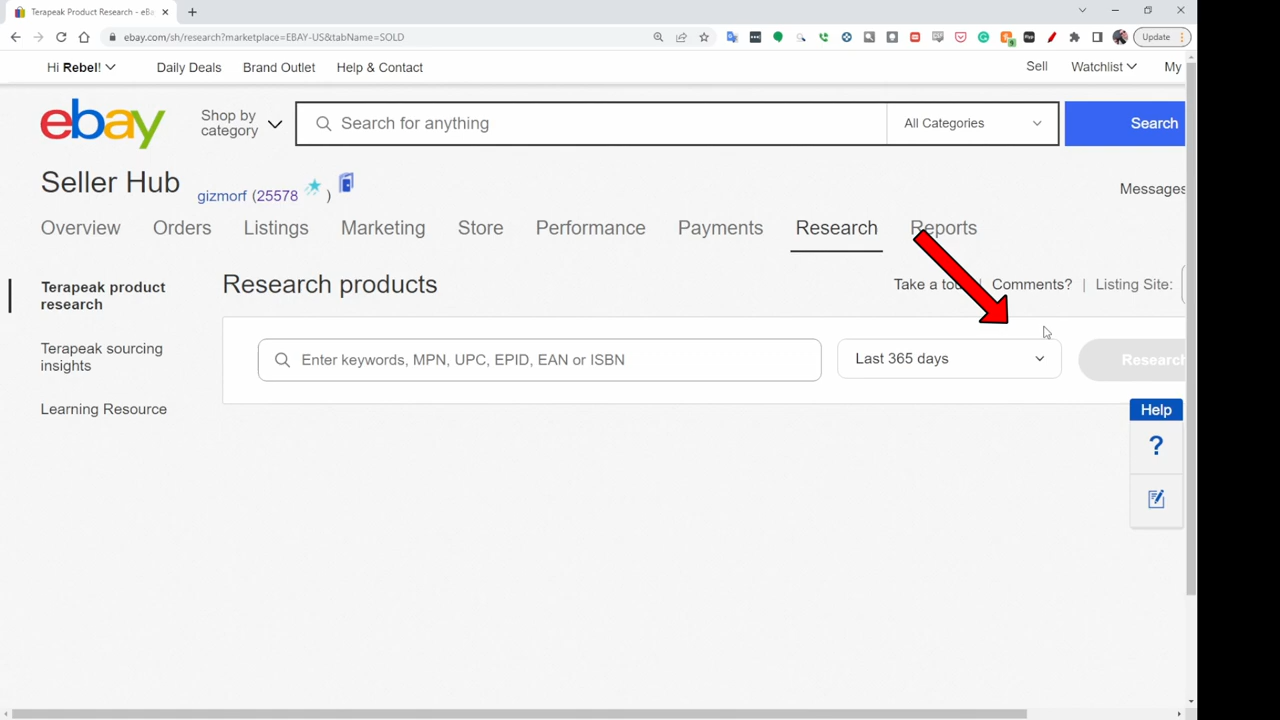 Terapeak Product Research - eBa
ebay.com/sh/research?marketplace=EBAY-US&tabName=SOLD
Update
Hi Rebel!
Daily Deals
Brand Outlet
Help & Contact
Sell
Watchlist
My
ebay
Shop by
category
Search for anything
All Categories
Search
Seller Hub
gizmorf (25578 )
Messages
Overview
Orders
Listings
Marketing
Store
Performance
Payments
Research
Reports
Terapeak product
research
Terapeak sourcing
insights
Learning Resource
Research products
Take a tou
Comments?
|
Listing Site:
Enter keywords, MPN, UPC, EPID, EAN or ISBN
Last 365 days
Research
Help
?